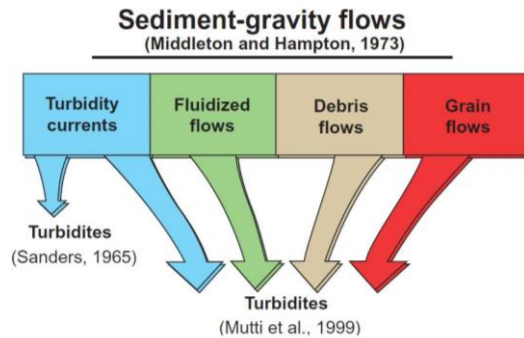 Sediment-gravity flows
(Middleton and Hampton, 1973)
Turbidity
currents
Fluidized
flows
Debris
flows
Grain
flows
Turbidites
(Sanders, 1965)
Turbidites
(Mutti et al., 1999)